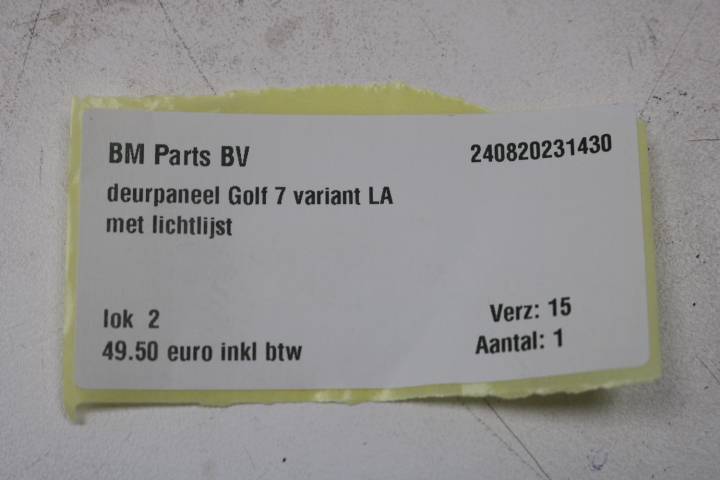 BM Parts BV 240820231430
deurpaneel Golf 7 variant LA
met lichtlijst
lok 2 Verz: 15
49.50 euro inkl btw Aantal: 1